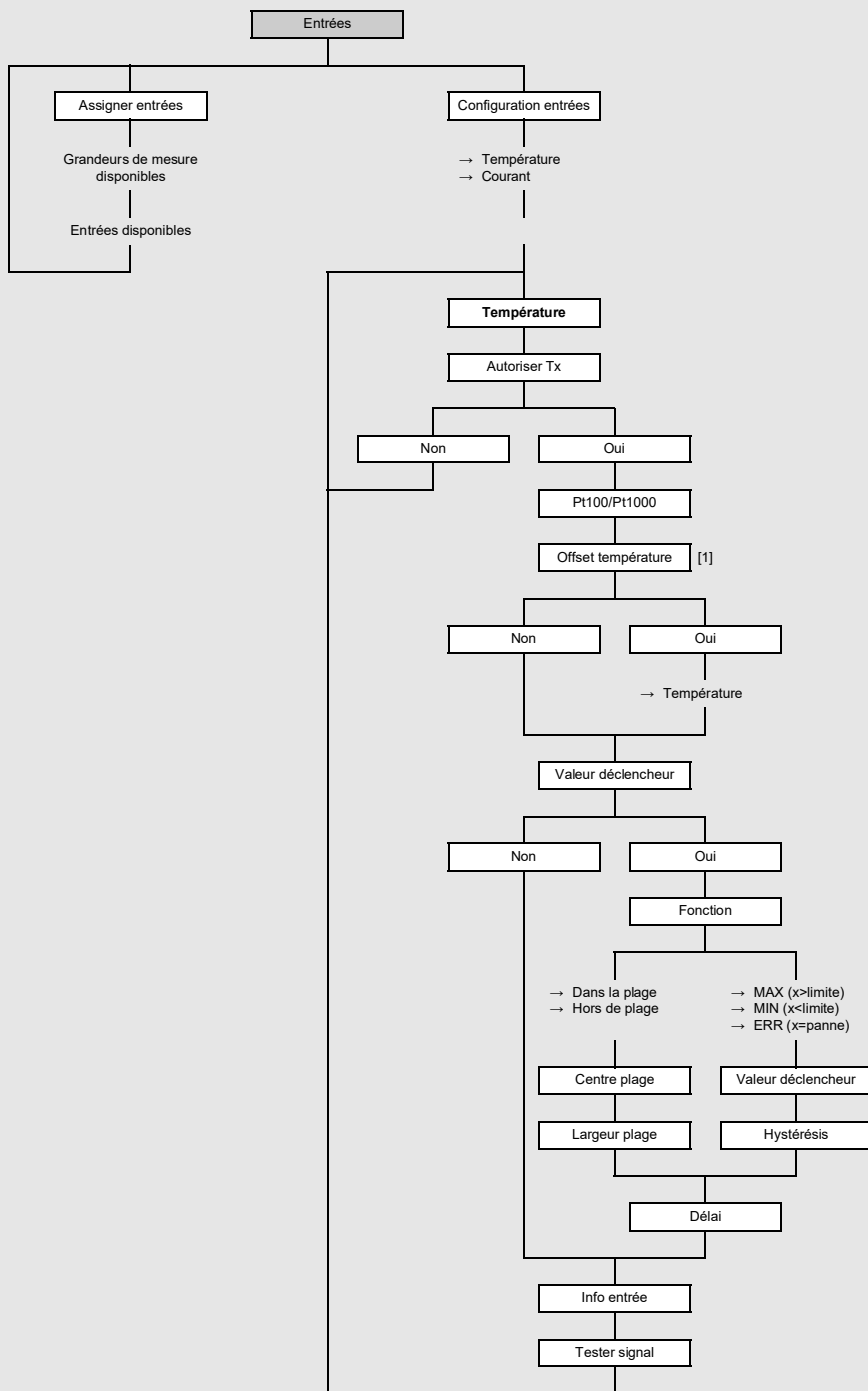 Entrées
Assigner entrées
Configuration entrées
Grandeurs de mesure
disponibles
→ Température
→ Courant
Entrées disponibles
Température
Autoriser Tx
Non
Oui
Pt100/Pt1000
Offset température [1]
Non
Oui
→ Température
Valeur déclencheur
Non
Oui
Fonction
→ Dans la plage
→ Hors de plage
→ MAX (x>limite)
→ MIN (x<limite)
→ ERR (x=panne)
Centre plage
Valeur déclencheur
Largeur plage
Hystérésis
Délai
Info entrée
Tester signal